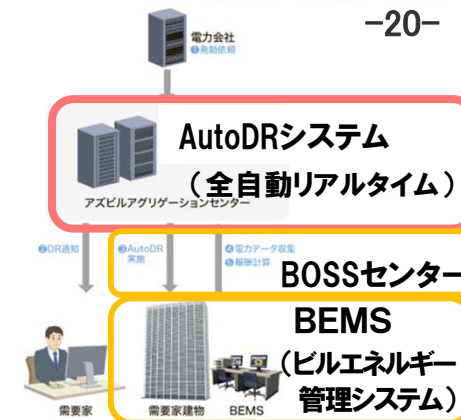 -20-
電力会社
❶発動依頼
AutoDRシステム
（全自動リアルタイム）
アズビルアグリゲーションセンター
❷DR通知
❸AutoDR
実施
❹電力データ収集
❺報酬計算
BOSSセンター
BEMS
（ビルエネルギー
管理システム）
需要家
需要家建物
BEMS